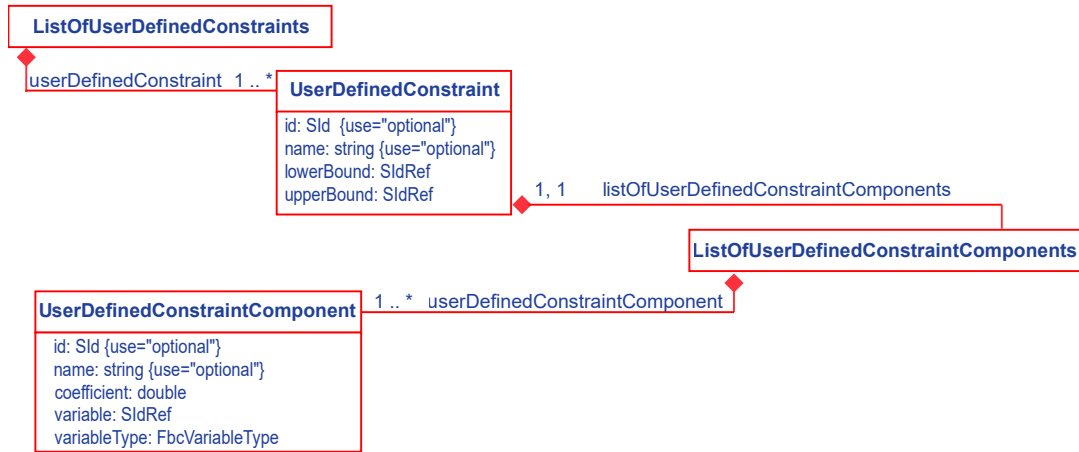 ListOfUserDefinedConstraints
userDefinedConstraint 1 .. *
UserDefinedConstraint
id: SId {use="optional"}
name: string {use="optional"}
lowerBound: SIdRef
upperBound: SIdRef
1, 1 listOfUserDefinedConstraintComponents
ListOfUserDefinedConstraintComponents
1 .. * userDefinedConstraintComponent
UserDefinedConstraintComponent
id: SId {use="optional"}
name: string {use="optional"}
coefficient: double
variable: SIdRef
variableType: FbcVariableType